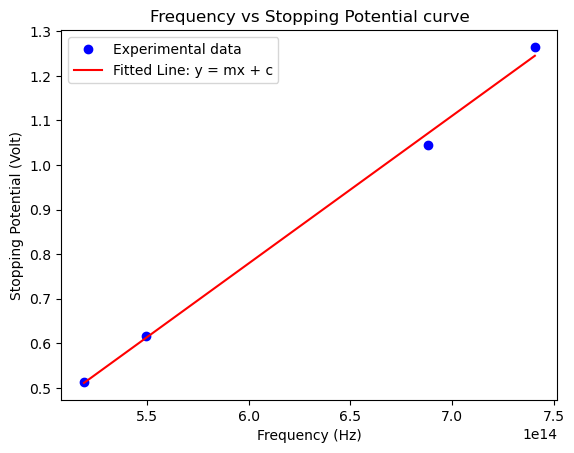 Frequency vs Stopping Potential curve
Experimental data
Fitted Line: y = mx + c
Stopping Potential (Volt)
1.3
1.2
1.1
1.0
0.9
0.8
0.7
0.6
0.5
5.5 6.0 6.5 7.0 7.5
1e14
Frequency (Hz)